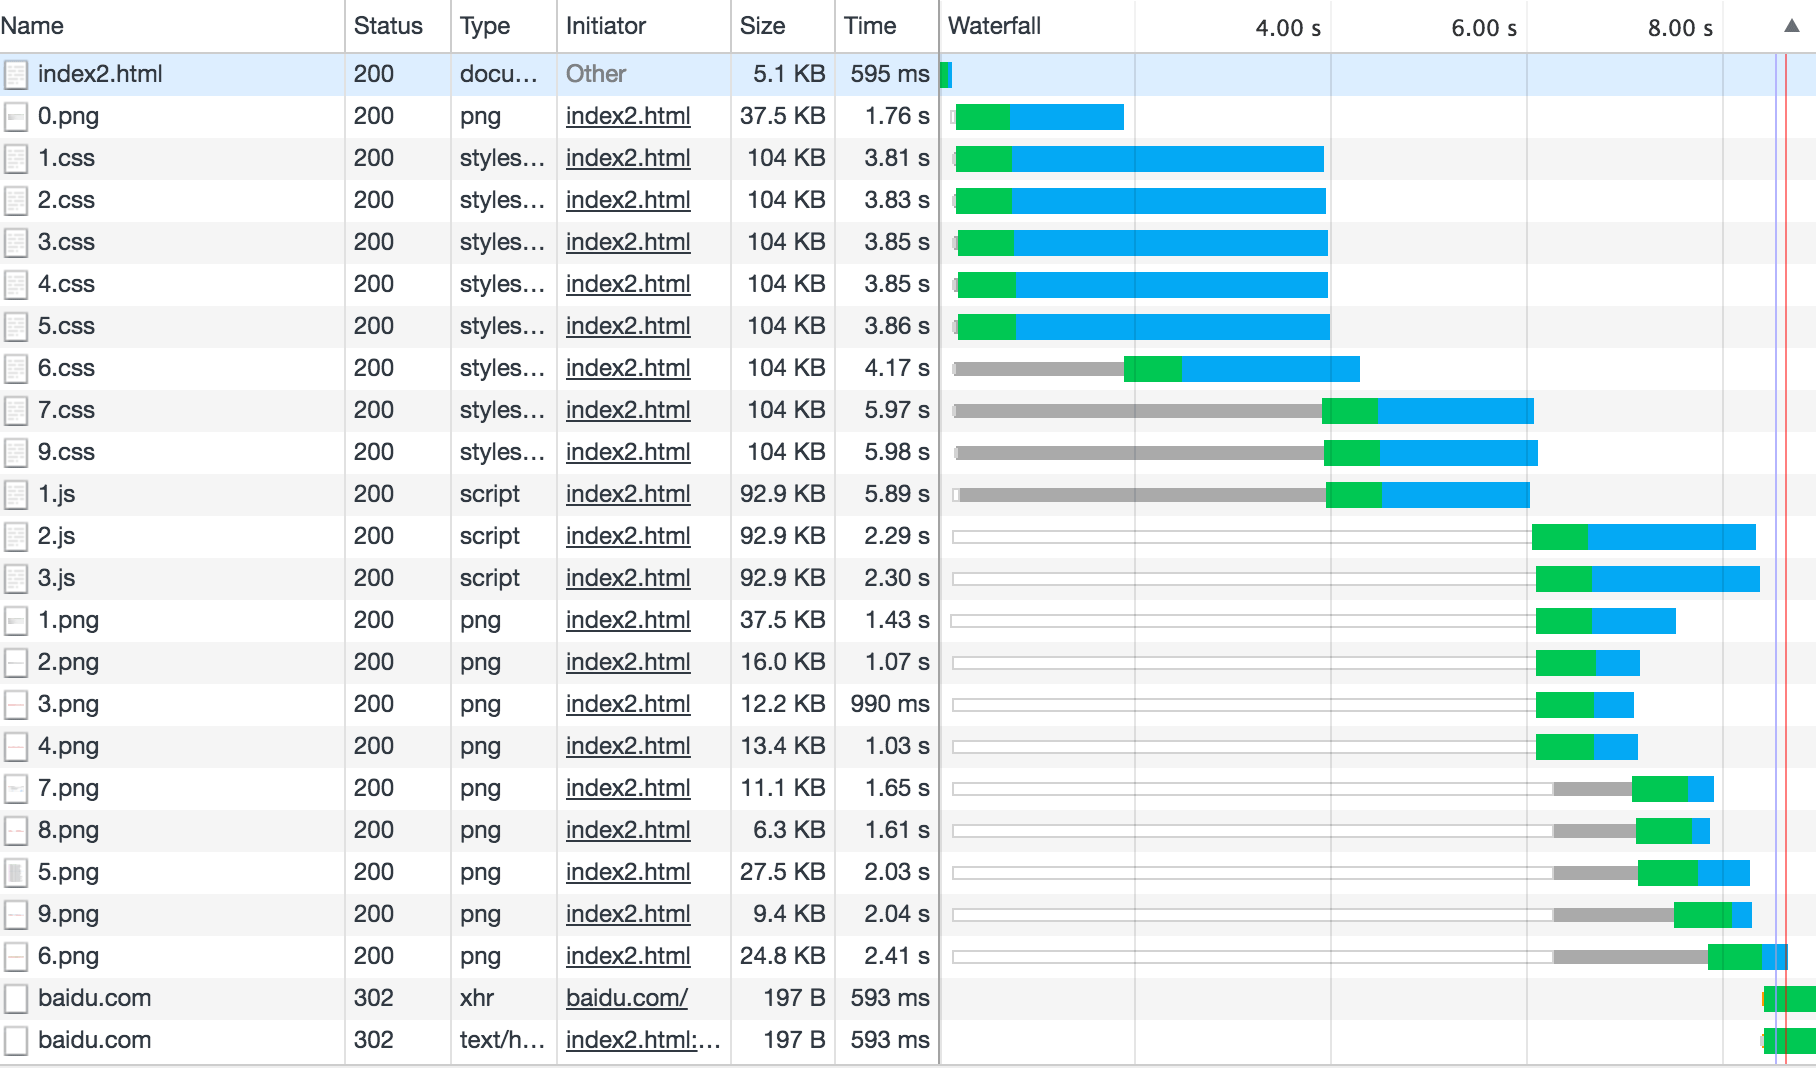 Name Status Type Initiator Size Time Waterfall 4.00 s 6.00 s 8.00 s ▲
index2.html 200 docu... Other 5.1 KB 595 ms
0.png 200 png index2.html 37.5 KB 1.76 s
1.css 200 styles... index2.html 104 KB 3.81 s
2.css 200 styles... index2.html 104 KB 3.83 s
3.css 200 styles... index2.html 104 KB 3.85 s
4.css 200 styles... index2.html 104 KB 3.85 s
5.css 200 styles... index2.html 104 KB 3.86 s
6.css 200 styles... index2.html 104 KB 4.17 s
7.css 200 styles... index2.html 104 KB 5.97 s
9.css 200 styles... index2.html 104 KB 5.98 s
1.js 200 script index2.html 92.9 KB 5.89 s
2.js 200 script index2.html 92.9 KB 2.29 s
3.js 200 script index2.html 92.9 KB 2.30 s
1.png 200 png index2.html 37.5 KB 1.43 s
2.png 200 png index2.html 16.0 KB 1.07 s
3.png 200 png index2.html 12.2 KB 990 ms
4.png 200 png index2.html 13.4 KB 1.03 s
7.png 200 png index2.html 11.1 KB 1.65 s
8.png 200 png index2.html 6.3 KB 1.61 s
5.png 200 png index2.html 27.5 KB 2.03 s
9.png 200 png index2.html 9.4 KB 2.04 s
6.png 200 png index2.html 24.8 KB 2.41 s
baidu.com 302 xhr baidu.com/ 197 B 593 ms
baidu.com 302 text/h... index2.html:... 197 B 593 ms